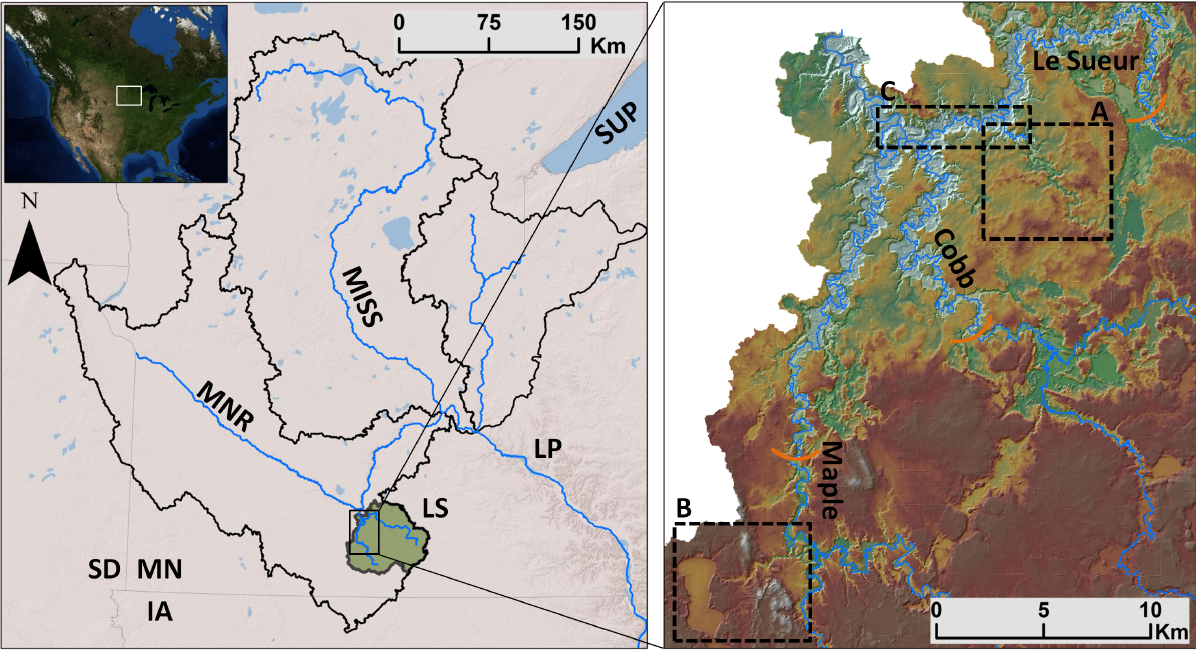 0 75 150
Km
N
SUP
MISS
MNR
LP
LS
SD MN
IA
Le Sueur
C
A
Cobb
Maple
B
0 5 10
Km